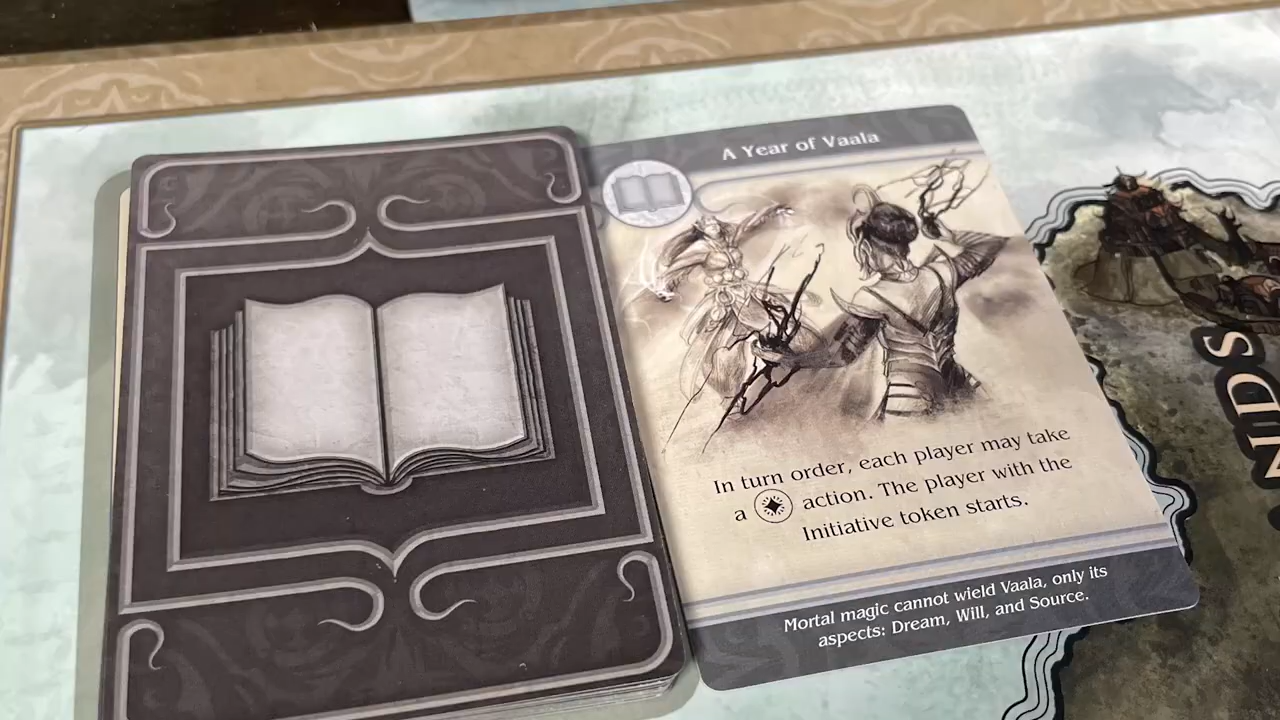 A Year of Vaala
In turn order, each player may take
a action. The player with the
Initiative token starts.
Mortal magic cannot wield Vaala, only its
aspects: Dream, Will, and Source.
NDS